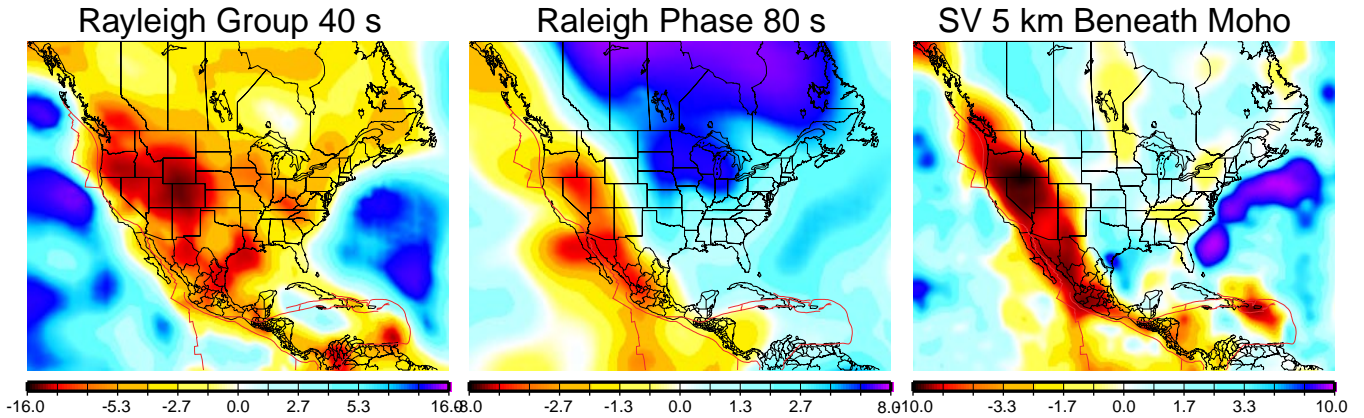 Rayleigh Group 40 s
Raleigh Phase 80 s
SV 5 km Beneath Moho
-16.0 -5.3 -2.7 0.0 2.7 5.3 16.0
-8.0 -2.7 -1.3 0.0 1.3 2.7 8.0
-10.0 -3.3 -1.7 0.0 1.7 3.3 10.0